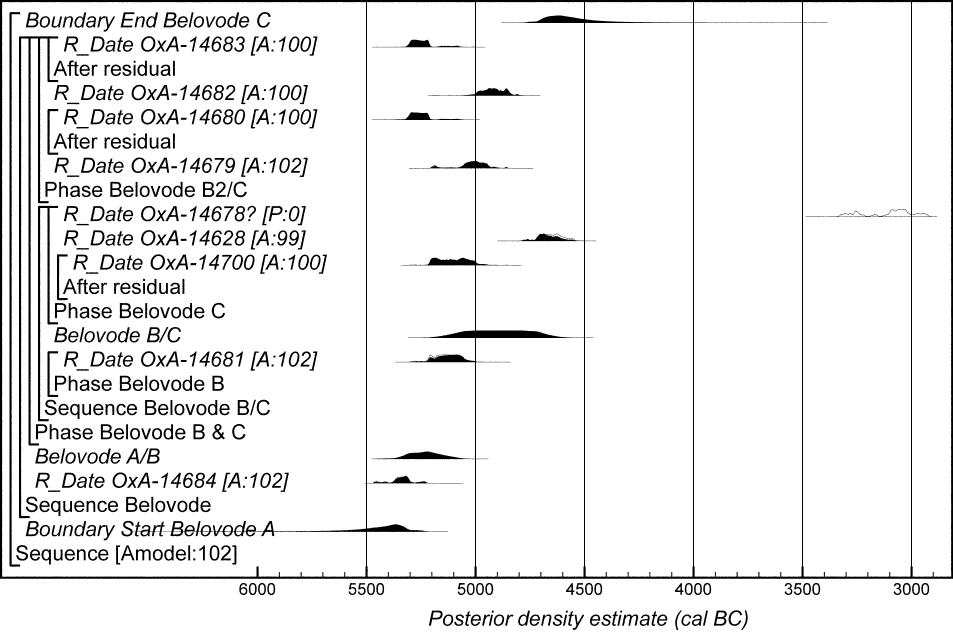 Boundary End Belovode C
R_Date OxA-14683 [A:100]
After residual
R_Date OxA-14682 [A:100]
R_Date OxA-14680 [A:100]
After residual
R_Date OxA-14679 [A:102]
Phase Belovode B2/C
R_Date OxA-14678? [P:0]
R_Date OxA-14628 [A:99]
R_Date OxA-14700 [A:100]
After residual
Phase Belovode C
Belovode B/C
R_Date OxA-14681 [A:102]
Phase Belovode B
Sequence Belovode B/C
Phase Belovode B & C
Belovode A/B
R_Date OxA-14684 [A:102]
Sequence Belovode
Boundary Start Belovode A
Sequence [Amodel:102]
6000 5500 5000 4500 4000 3500 3000
Posterior density estimate (cal BC)